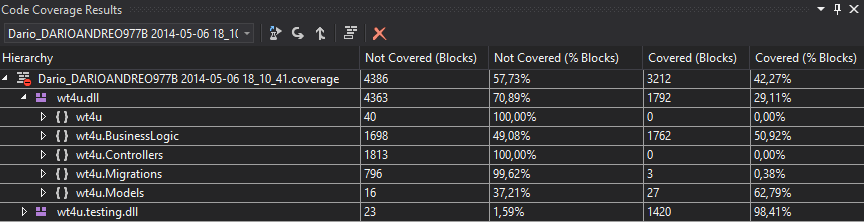 Code Coverage Results
Dario_DARIOANDREO977B 2014-05-06 18_1(
Hierarchy Not Covered (Blocks) Not Covered (% Blocks) Covered (Blocks) Covered (% Blocks)
Dario_DARIOANDREO977B 2014-05-06 18_10_41.coverage 4386 57,73% 3212 42,27%
wt4u.dll 4363 70,89% 1792 29,11%
{ } wt4u 40 100,00% 0 0,00%
{ } wt4u.BusinessLogic 1698 49,08% 1762 50,92%
{ } wt4u.Controllers 1813 100,00% 0 0,00%
{ } wt4u.Migrations 796 99,62% 3 0,38%
{ } wt4u.Models 16 37,21% 27 62,79%
wt4u.testing.dll 23 1,59% 1420 98,41%